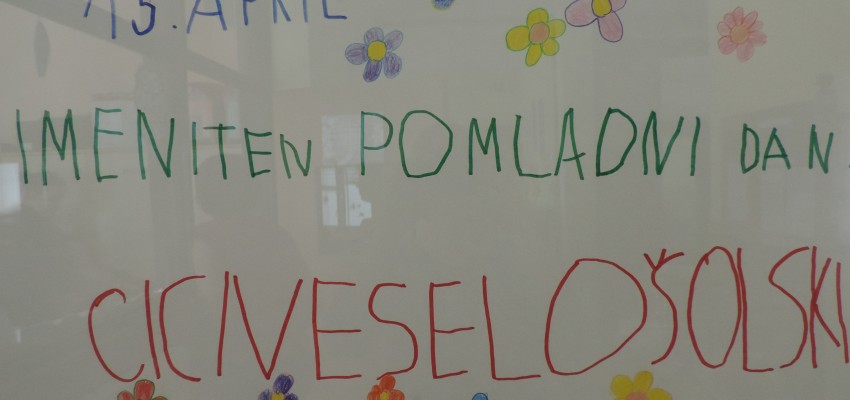 15. APRIL
IMENITEN POMLADNI DAN
CICIVESELOŠOLSKI